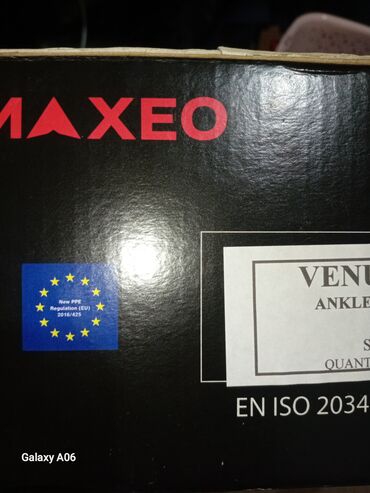 MAXEO
New PPE
Regulation (EU)
2016/425
VENU
ANKLE
S
QUANT
EN ISO 2034
Galaxy A06